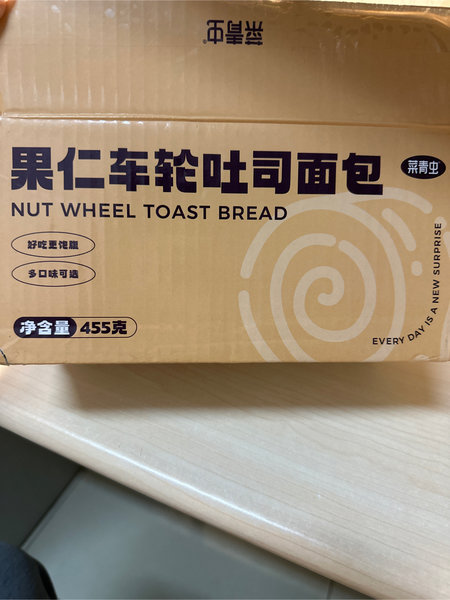 菜青虫
果仁车轮吐司面包
菜青虫
NUT WHEEL TOAST BREAD
好吃更饱腹
多口味可选
净含量 455克
EVERY DAY IS A NEW SURPRISE